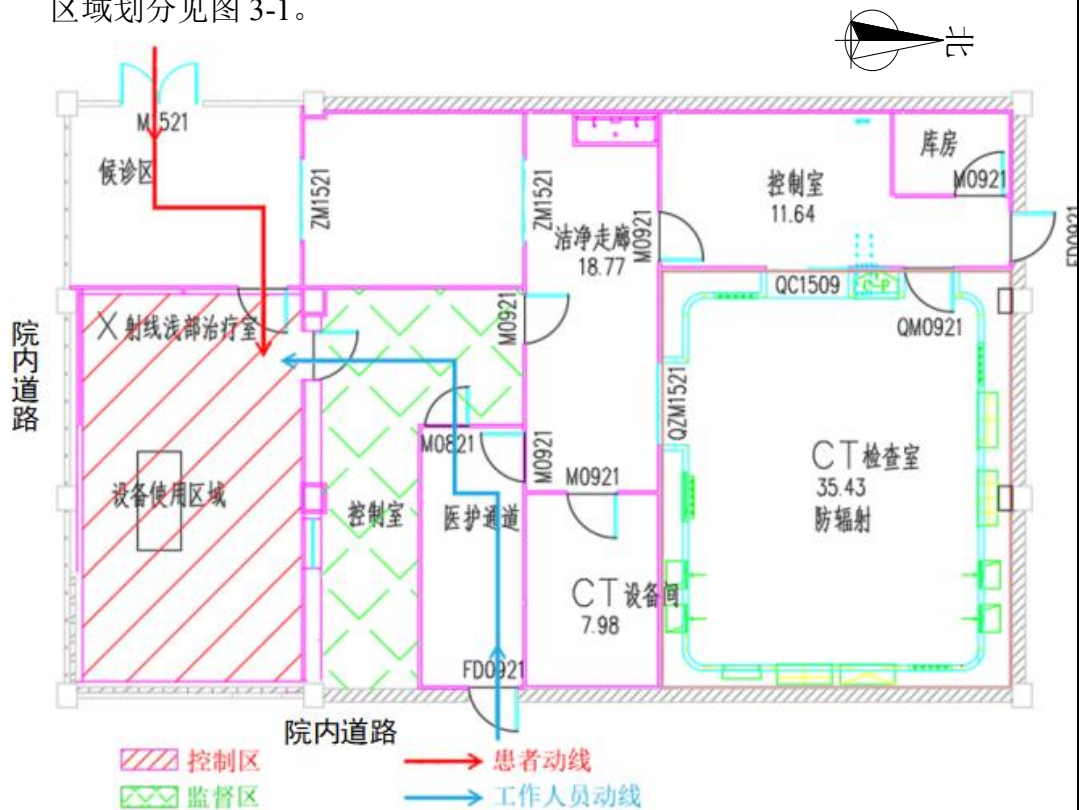 区域划分见图 3-1。
北
M1521
候诊区
ZM1521
ZM1521
洁净走廊
18.77
M0921
控制室
11.64
库房
M0921
FD0921
QC1509
QM0921
X射线浅部治疗室
M0921
QZM1521
院内道路
M0821
M0921
M0921
设备使用区域
控制室
医护通道
CT检查室
35.43
防辐射
CT设备间
7.98
FD0921
院内道路
控制区
患者动线
监督区
工作人员动线